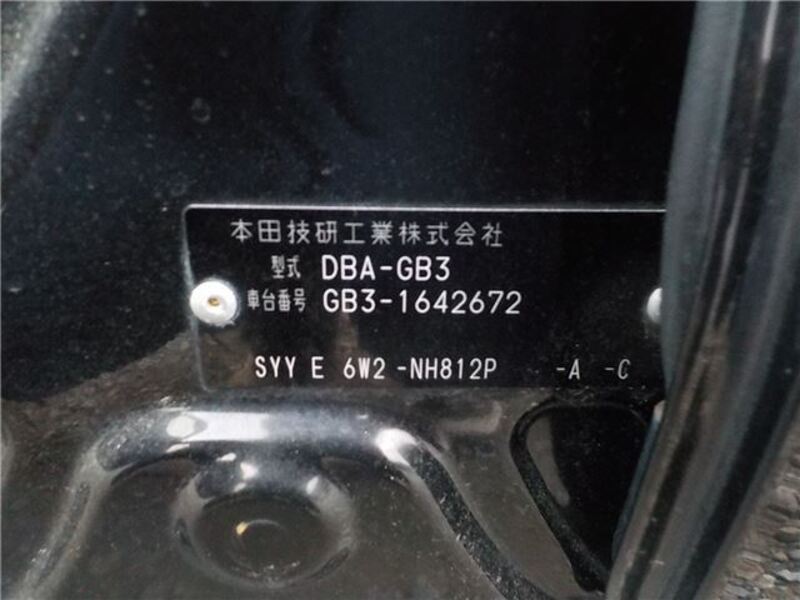 本田技研工業株式会社
型式 DBA-GB3
車台番号 GB3-1642672
SYY E 6W2 -NH812P -A -C